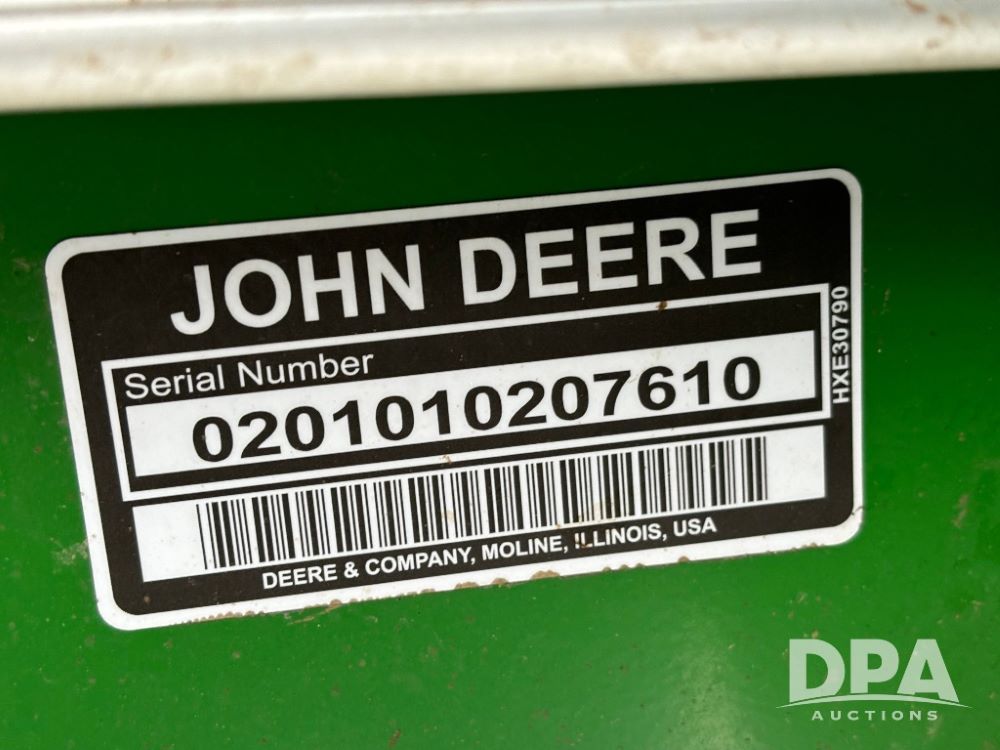 JOHN DEERE
Serial Number
0201010207610
HXE30790
DEERE & COMPANY, MOLINE, ILLINOIS, USA
DPA
AUCTIONS